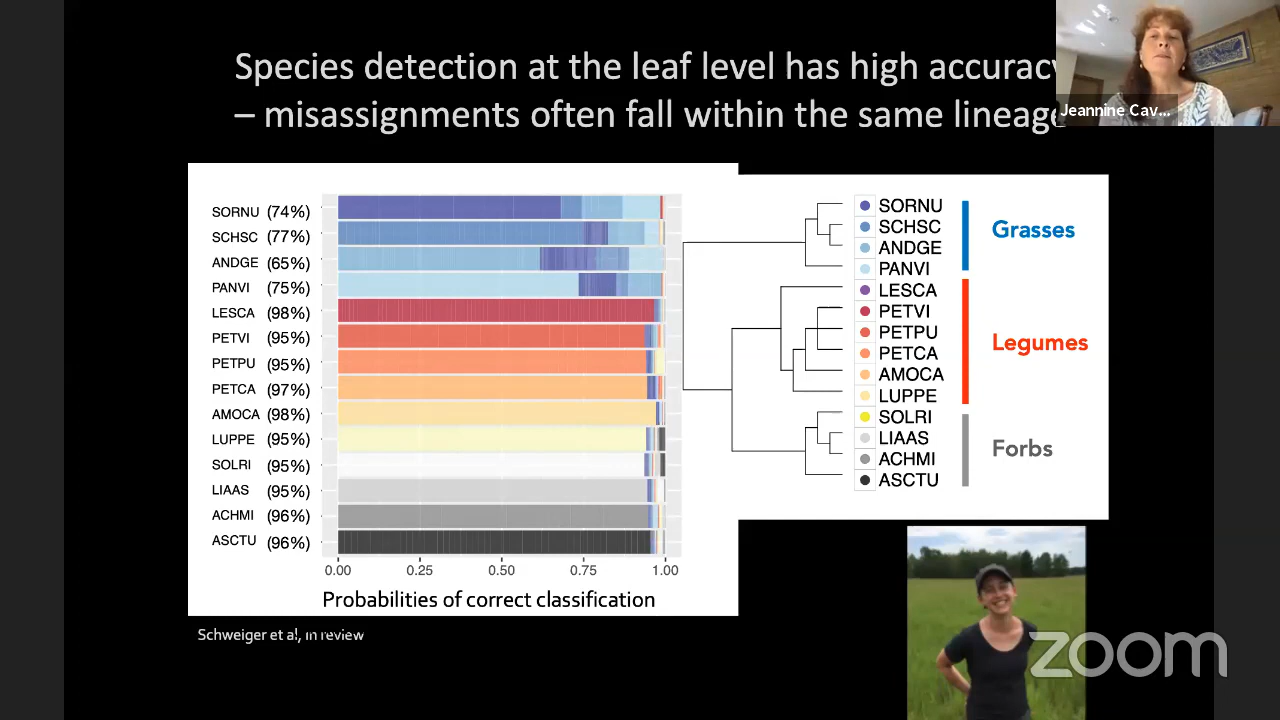 Species detection at the leaf level has high accuracy
– misassignments often fall within the same lineage
Jeannine Cav...
SORNU (74%)
SCHSC (77%)
ANDGE (65%)
PANVI (75%)
LESCA (98%)
PETVI (95%)
PETPU (95%)
PETCA (97%)
AMOCA (98%)
LUPPE (95%)
SOLRI (95%)
LIAAS (95%)
ACHMI (96%)
ASCTU (96%)
0.00 0.25 0.50 0.75 1.00
Probabilities of correct classification
SORNU
SCHSC
ANDGE
PANVI
LESCA
PETVI
PETPU
PETCA
AMOCA
LUPPE
SOLRI
LIAAS
ACHMI
ASCTU
Grasses
Legumes
Forbs
Schweiger et al, in review
zoom